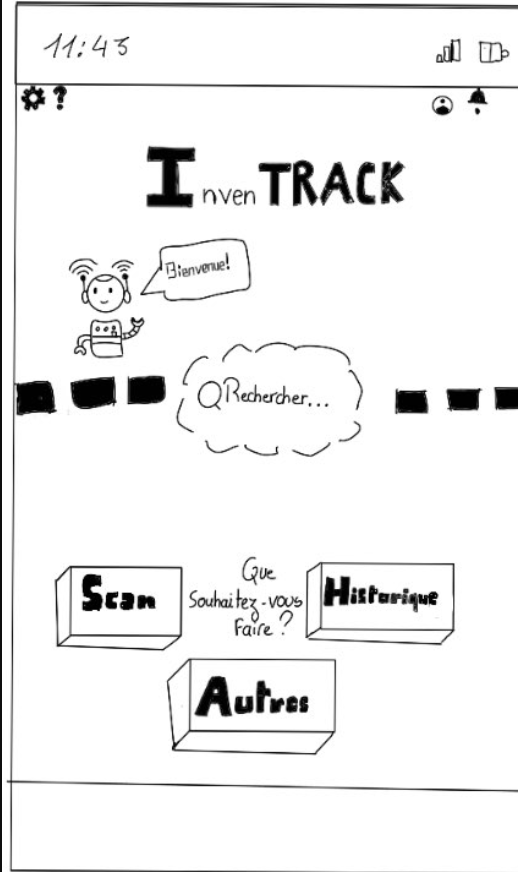 11:43
?
InvenTRACK
Bienvenue!
Rechercher...
Que
Scan Souhaitez-vous Historique
Faire?
Autres